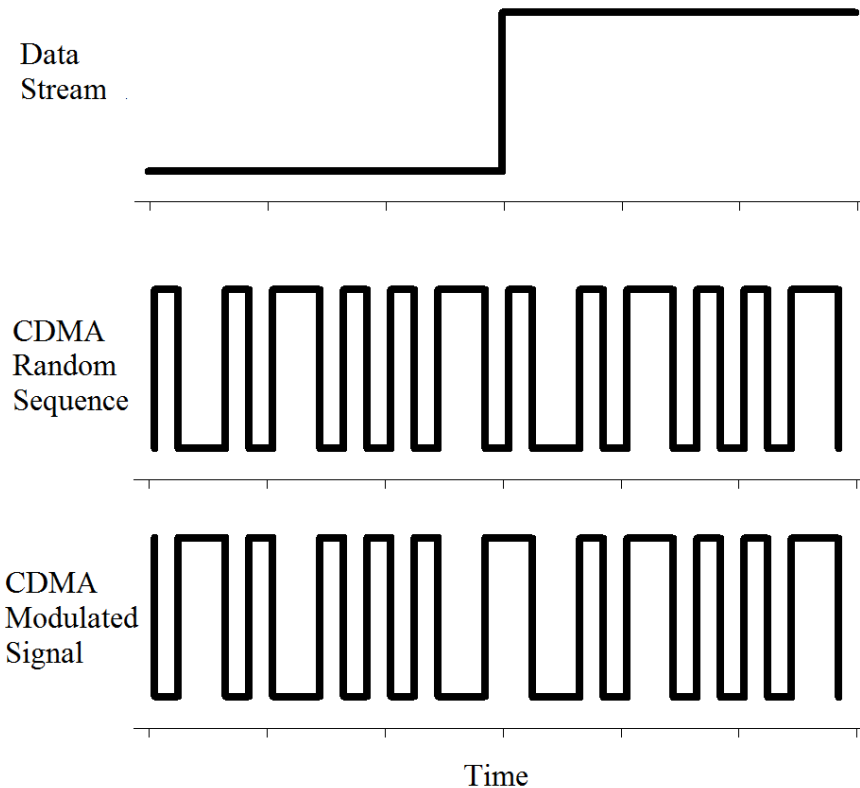 Data
Stream
CDMA
Random
Sequence
CDMA
Modulated
Signal
Time